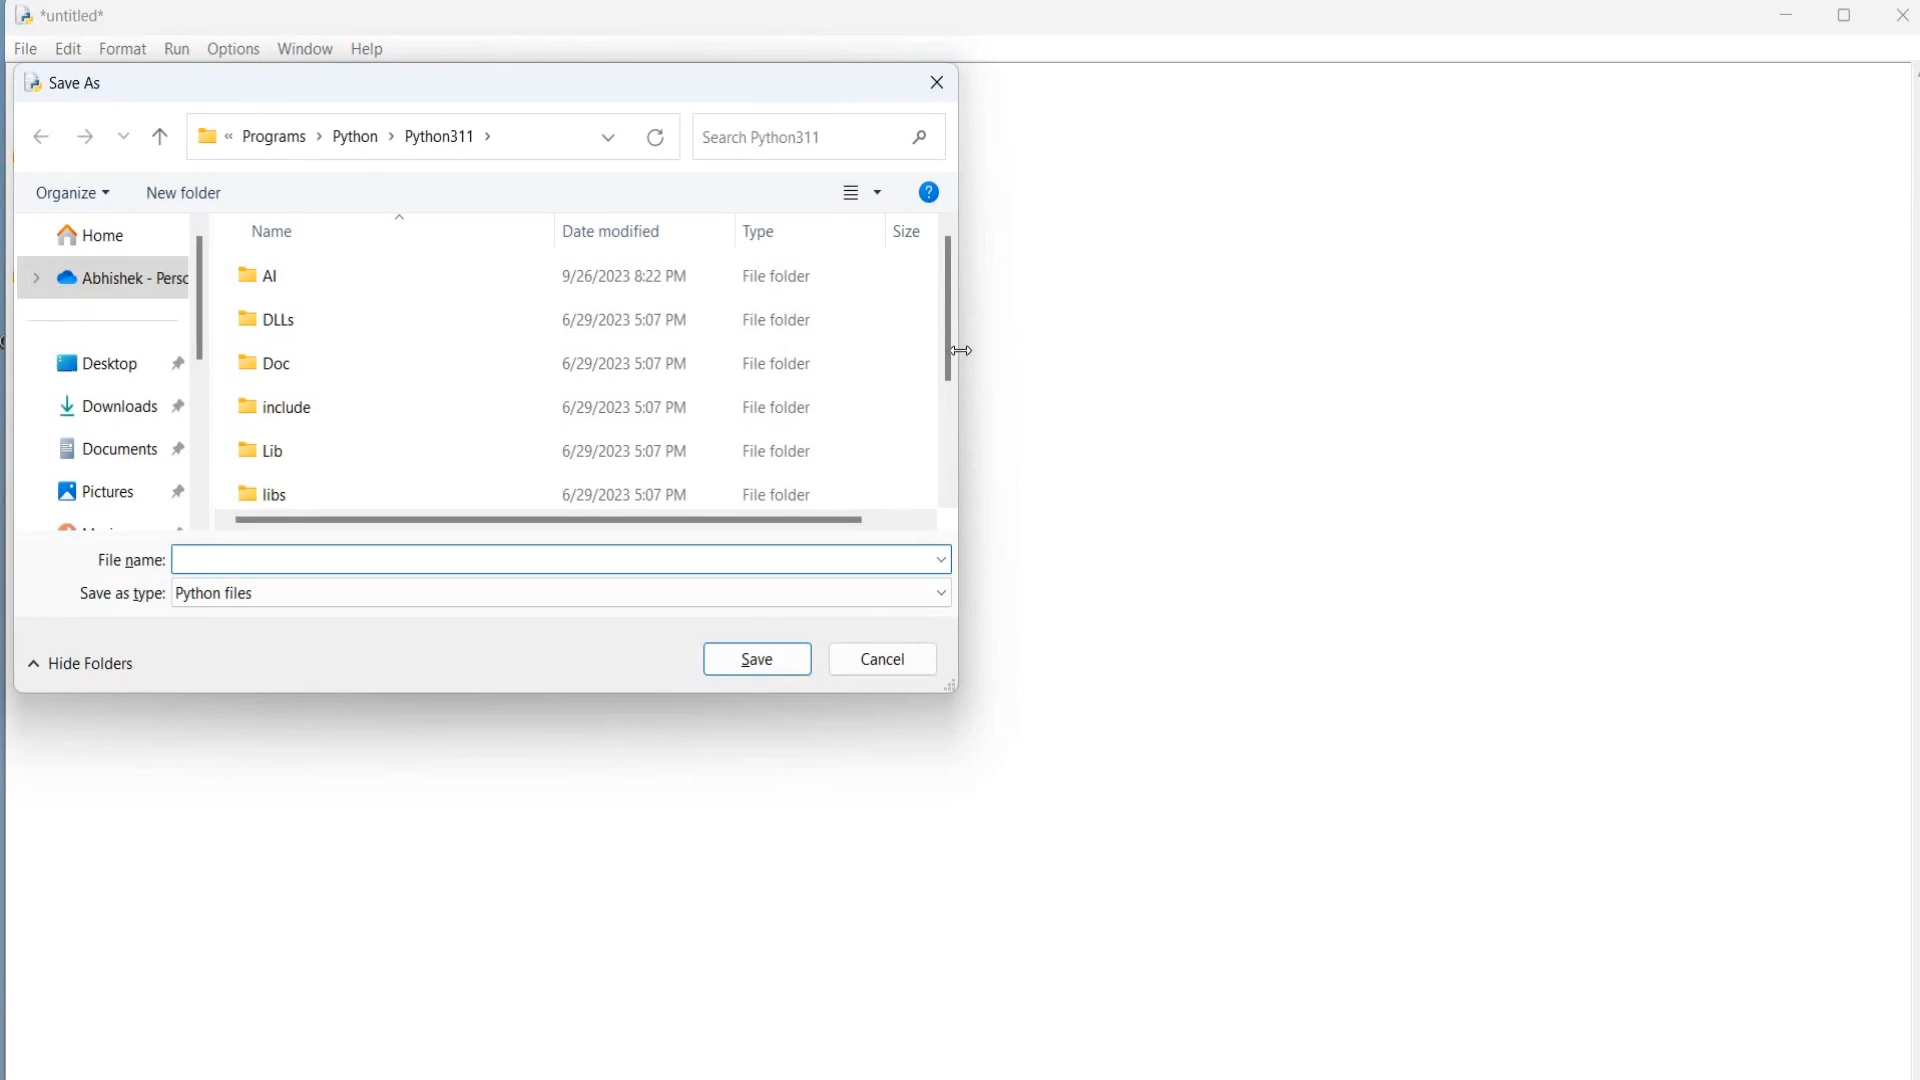 *untitled*
File Edit Format Run Options Window Help
Save As
« Programs > Python > Python311 >
Search Python311
Organize New folder
?
Name Date modified Type Size
Home
Abhishek - Perso
Desktop
Downloads
Documents
Pictures
AI 9/26/2023 8:22 PM File folder
DLLs 6/29/2023 5:07 PM File folder
Doc 6/29/2023 5:07 PM File folder
include 6/29/2023 5:07 PM File folder
Lib 6/29/2023 5:07 PM File folder
libs 6/29/2023 5:07 PM File folder
File name:
Save as type: Python files
Hide Folders
Save Cancel